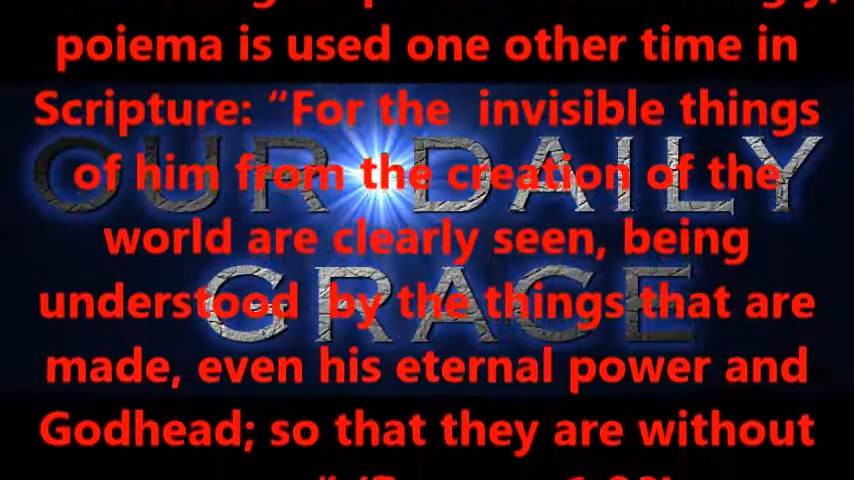 poiema is used one other time in
Scripture: “For the invisible things
of him from the creation of the
world are clearly seen, being
understood by the things that are
made, even his eternal power and
Godhead; so that they are without
OUR DAILY
GRACE